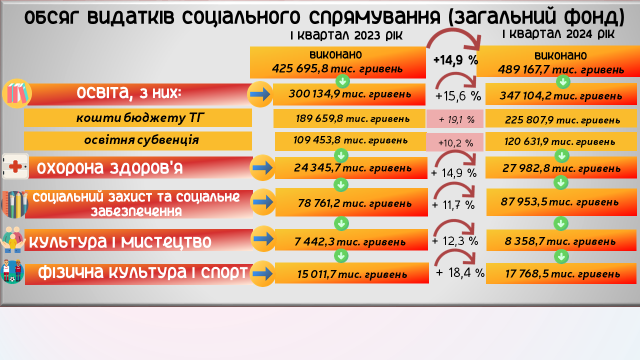 обсяг видатків соціального спрямування (загальний фонд)
І квартал 2023 рік
І квартал 2024 рік
виконано
425 695,8 тис. гривень
+14,9 %
виконано
489 167,7 тис. гривень
освіта, з них:
300 134,9 тис. гривень
+15,6 %
347 104,2 тис. гривень
кошти бюджету ТГ
189 659,8 тис. гривень
+ 19,1 %
225 807,9 тис. гривень
освітня субвенція
109 453,8 тис. гривень
+10,2 %
120 631,9 тис. гривень
охорона здоров'я
24 345,7 тис. гривень
+ 14,9 %
27 982,8 тис. гривень
соціальний захист та соціальне
забезпечення
78 761,2 тис. гривень
+ 11,7 %
87 953,5 тис. гривень
культура і мистецтво
7 442,3 тис. гривень
+ 12,3 %
8 358,7 тис. гривень
фізична культура і спорт
15 011,7 тис. гривень
+ 18,4 %
17 768,5 тис. гривень